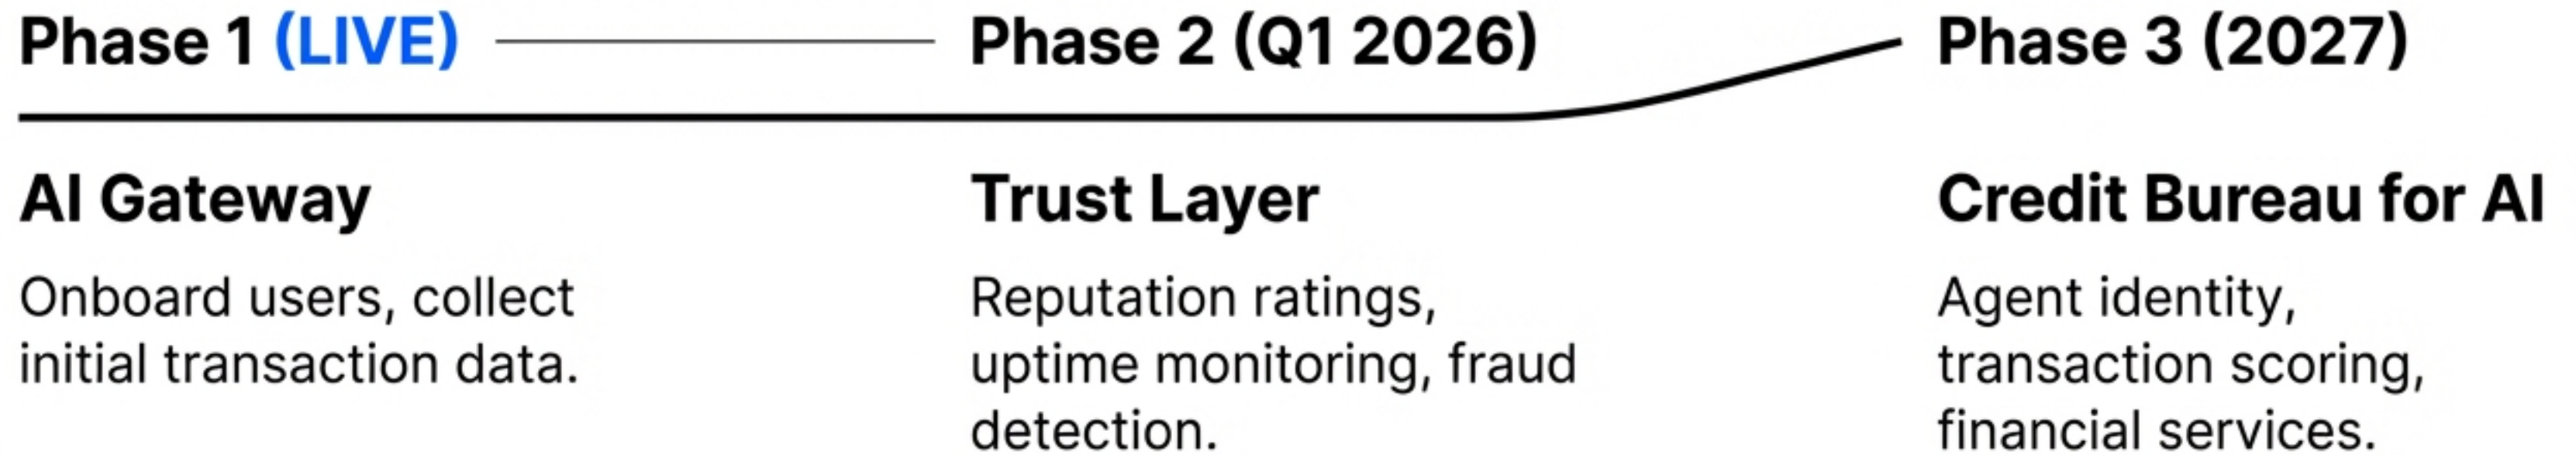 Phase 1 (LIVE)
Phase 2 (Q1 2026)
Phase 3 (2027)
AI Gateway
Onboard users, collect
initial transaction data.
Trust Layer
Reputation ratings,
uptime monitoring, fraud
detection.
Credit Bureau for AI
Agent identity,
transaction scoring,
financial services.